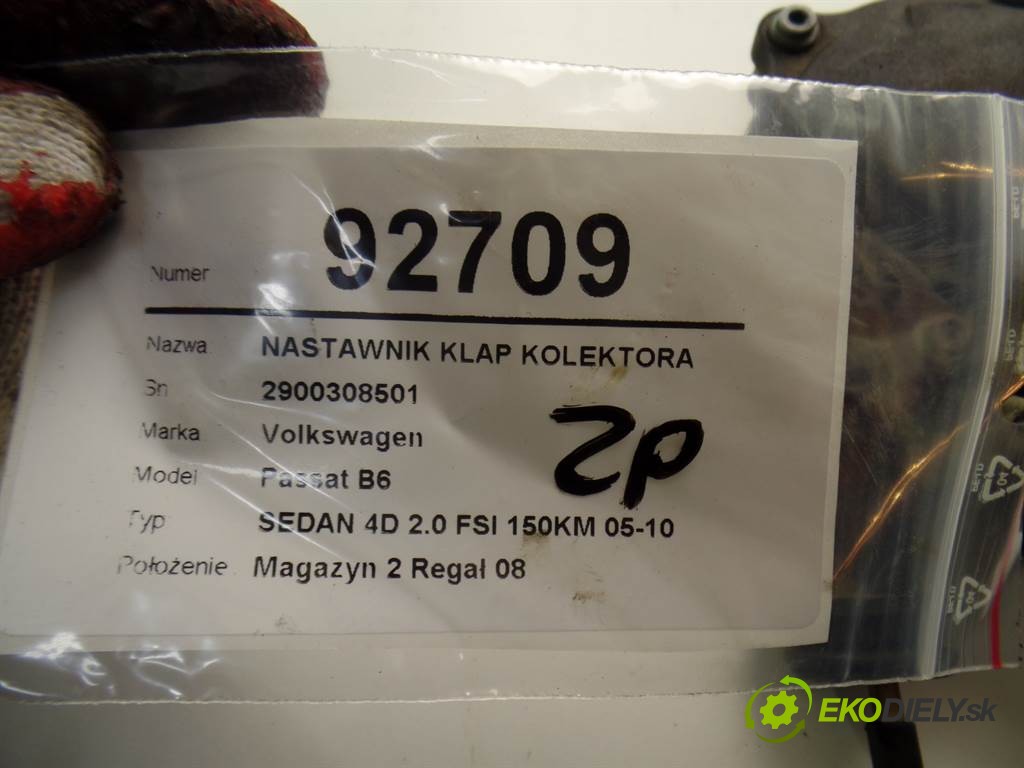 Numer 92709
Nazwa NASTAWNIK KLAP KOLEKTORA
Sn 2900308501
Marka Volkswagen
2P
Model Passat B6
Typ SEDAN 4D 2.0 FSI 150KM 05-10
Położenie Magazyn 2 Regał 08
EKODIELY.sk